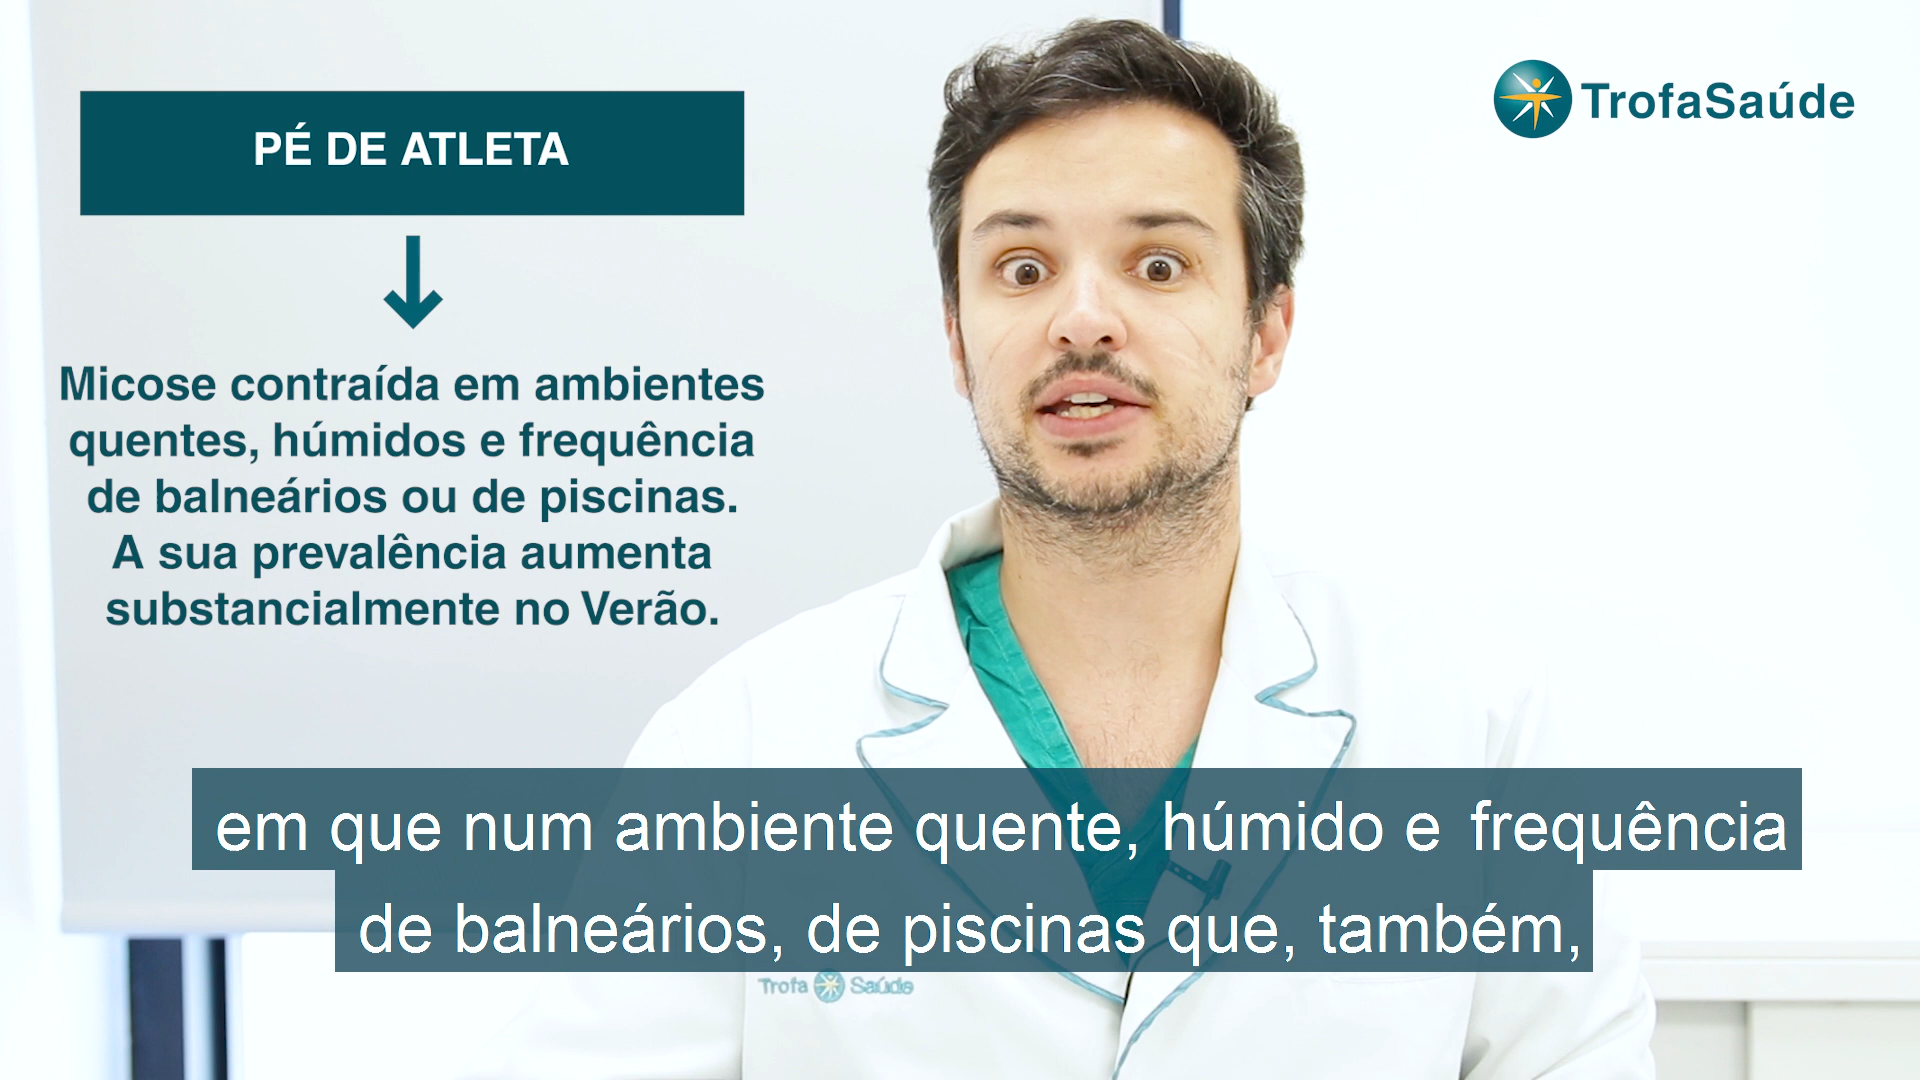 TrofaSaúde
PÉ DE ATLETA
Micose contraída em ambientes
quentes, húmidos e frequência
de balneários ou de piscinas.
A sua prevalência aumenta
substancialmente no Verão.
em que num ambiente quente, húmido e frequência
de balneários, de piscinas que, também,
Trofa Saúde